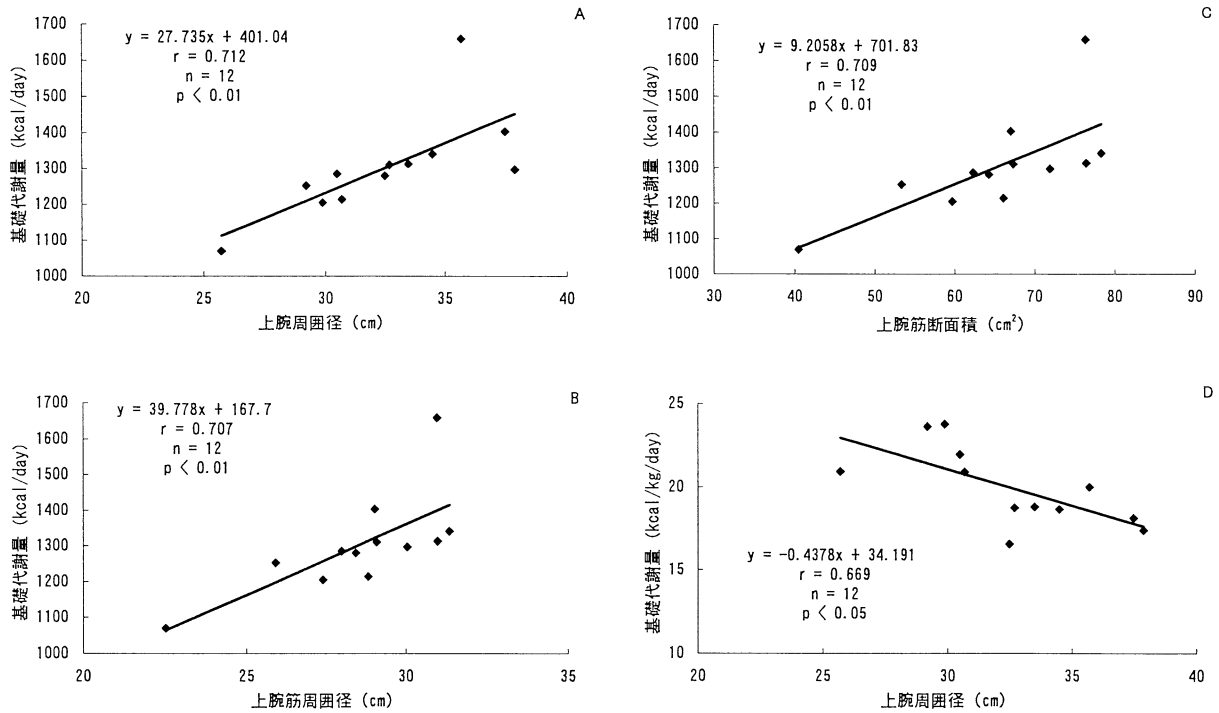 A
1700
1600
1500
1400
1300
1200
1100
1000
基礎代謝量 (kcal/day)
y = 27.735x + 401.04
r = 0.712
n = 12
p < 0.01
20
25
30
35
40
上腕周囲径 (cm)
C
1700
1600
1500
1400
1300
1200
1100
1000
基礎代謝量 (kcal/day)
y = 9.2058x + 701.83
r = 0.709
n = 12
p < 0.01
30
40
50
60
70
80
90
上腕筋断面積 (cm²)
B
1700
1600
1500
1400
1300
1200
1100
1000
基礎代謝量 (kcal/day)
y = 39.778x + 167.7
r = 0.707
n = 12
p < 0.01
20
25
30
35
上腕筋周囲径 (cm)
D
25
20
15
10
基礎代謝量 (kcal/kg/day)
y = -0.4378x + 34.191
r = 0.669
n = 12
p < 0.05
20
25
30
35
40
上腕周囲径 (cm)